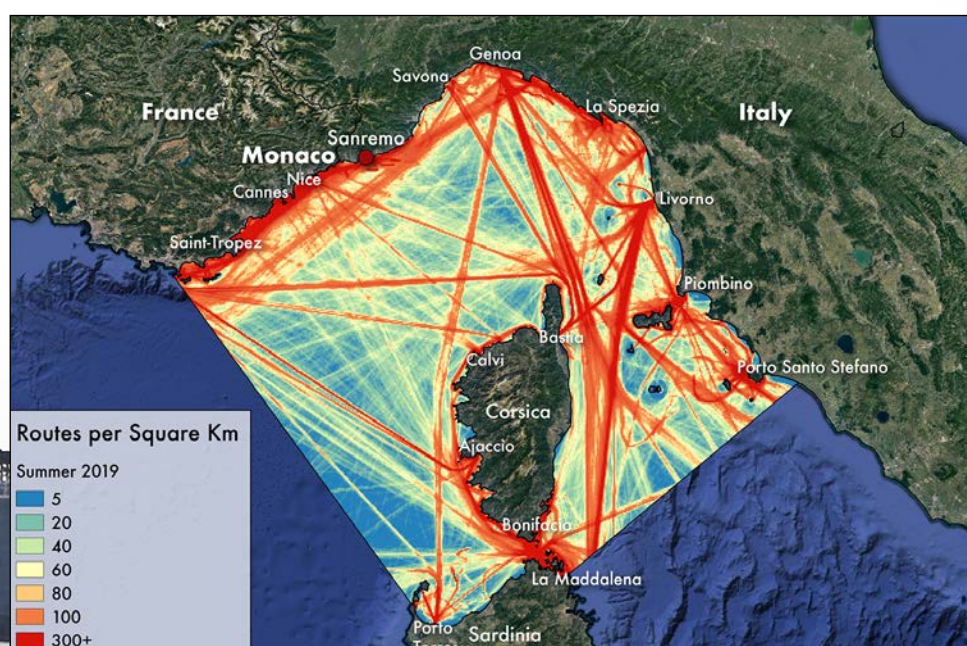 Genoa
Savona
La Spezia
France
Italy
Sanremo
Monaco
Nice
Cannes
Livorno
Saint-Tropez
Piombino
Bastia
Calvi
Porto Santo Stefano
Corsica
Routes per Square Km
Summer 2019
5
20
40
60
80
100
300+
Ajaccio
Bonifacio
La Maddalena
Porto
Sardinia